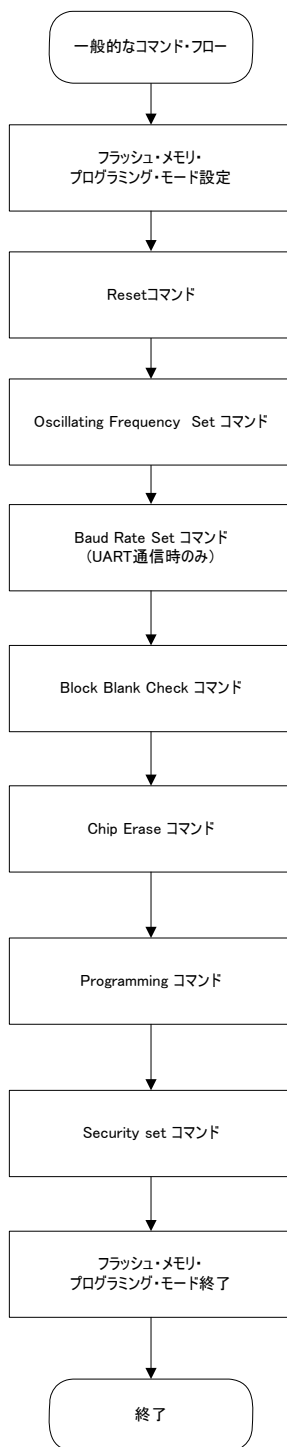 一般的なコマンド・フロー
フラッシュ・メモリ・
プログラミング・モード設定
Resetコマンド
Oscillating Frequency Set コマンド
Baud Rate Set コマンド
（UART通信時のみ）
Block Blank Check コマンド
Chip Erase コマンド
Programming コマンド
Security set コマンド
フラッシュ・メモリ・
プログラミング・モード終了
終了